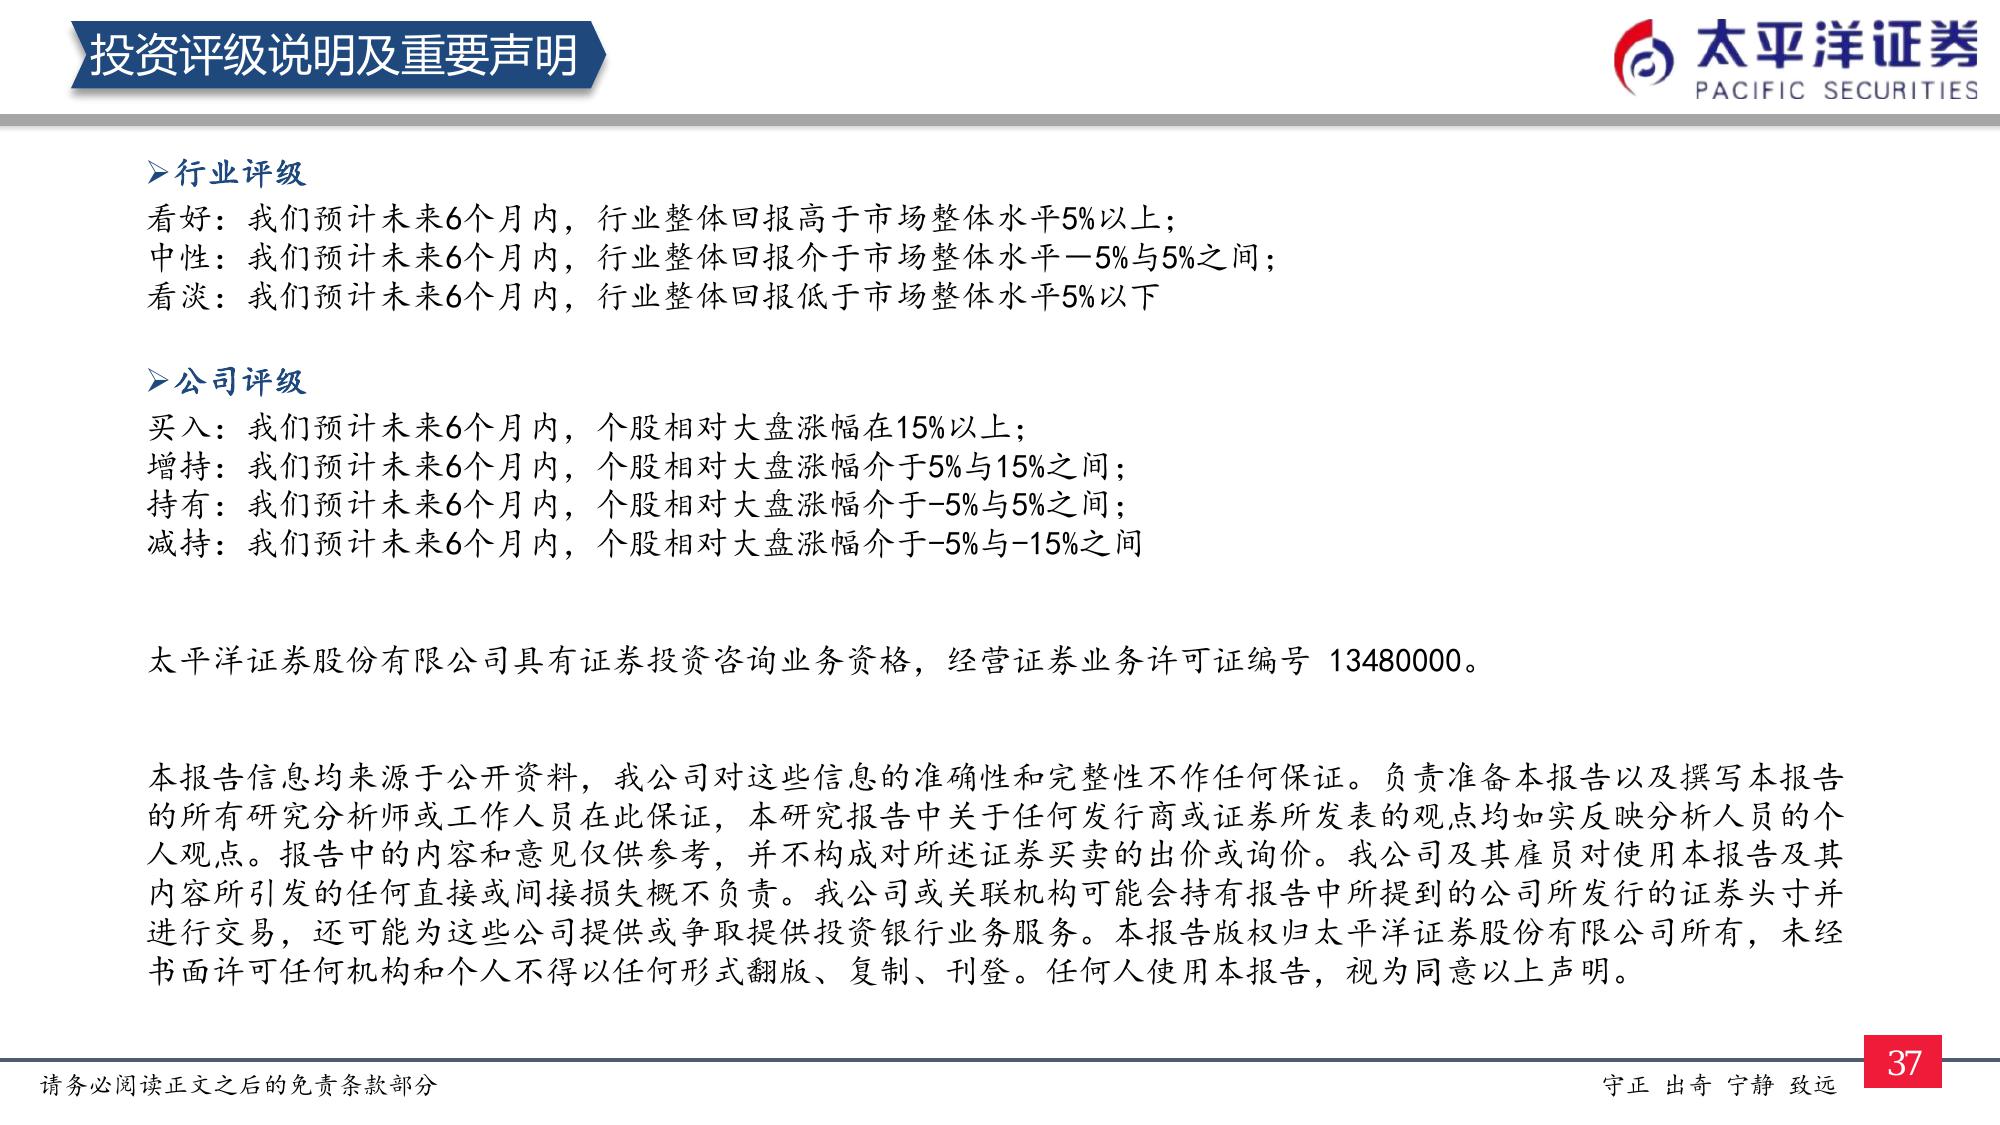 投资评级说明及重要声明
太平洋证券
PACIFIC SECURITIES
➢行业评级
看好：我们预计未来6个月内，行业整体回报高于市场整体水平5%以上；
中性：我们预计未来6个月内，行业整体回报介于市场整体水平－5%与5%之间；
看淡：我们预计未来6个月内，行业整体回报低于市场整体水平5%以下
➢公司评级
买入：我们预计未来6个月内，个股相对大盘涨幅在15%以上；
增持：我们预计未来6个月内，个股相对大盘涨幅介于5%与15%之间；
持有：我们预计未来6个月内，个股相对大盘涨幅介于-5%与5%之间；
减持：我们预计未来6个月内，个股相对大盘涨幅介于-5%与-15%之间
太平洋证券股份有限公司具有证券投资咨询业务资格，经营证券业务许可证编号 13480000。
本报告信息均来源于公开资料，我公司对这些信息的准确性和完整性不作任何保证。负责准备本报告以及撰写本报告
的所有研究分析师或工作人员在此保证，本研究报告中关于任何发行商或证券所发表的观点均如实反映分析人员的个
人观点。报告中的内容和意见仅供参考，并不构成对所述证券买卖的出价或询价。我公司及其雇员对使用本报告及其
内容所引发的任何直接或间接损失概不负责。我公司或关联机构可能会持有报告中所提到的公司所发行的证券头寸并
进行交易，还可能为这些公司提供或争取提供投资银行业务服务。本报告版权归太平洋证券股份有限公司所有，未经
书面许可任何机构和个人不得以任何形式翻版、复制、刊登。任何人使用本报告，视为同意以上声明。
请务必阅读正文之后的免责条款部分
守正 出奇 宁静 致远
37